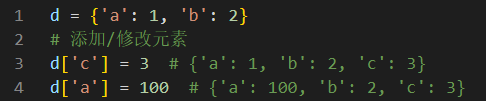 1 d = {'a': 1, 'b': 2}
2 # 添加/修改元素
3 d['c'] = 3  # {'a': 1, 'b': 2, 'c': 3}
4 d['a'] = 100  # {'a': 100, 'b': 2, 'c': 3}